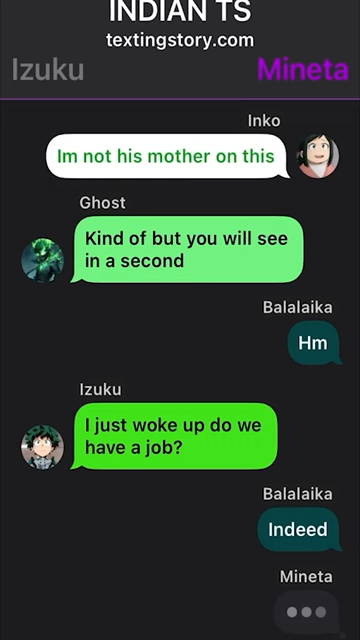 INDIAN TS
textingstory.com
Izuku
Mineta
Inko
Im not his mother on this
Ghost
Kind of but you will see
in a second
Balalaika
Hm
Izuku
I just woke up do we
have a job?
Balalaika
Indeed
Mineta